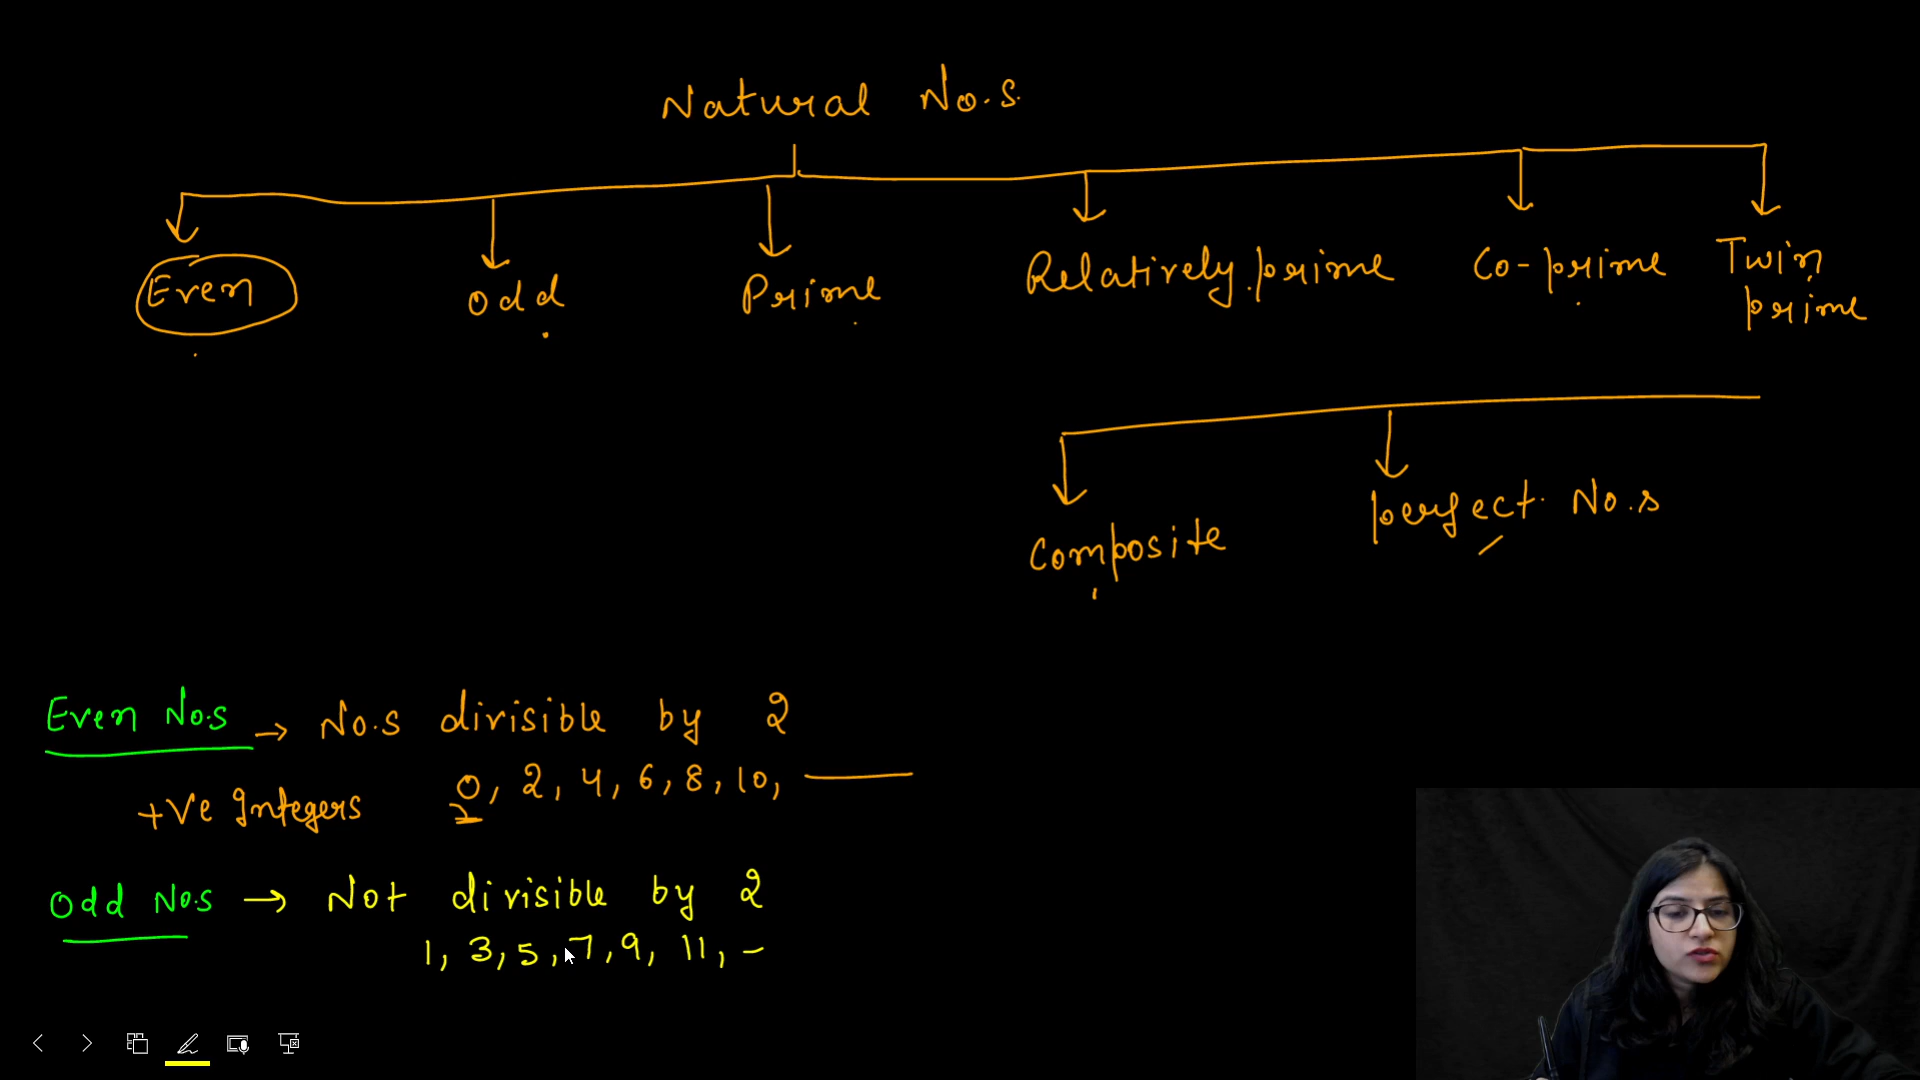 Natural No.s.
Even
odd
Prime
Relatively prime
Co-prime
Twin
prime
Composite
perfect No.s
Even No.s → No.s divisible by 2
+ve Integers 0, 2, 4, 6, 8, 10, —
Odd No.s → Not divisible by 2
1, 3, 5, 7, 9, 11, –